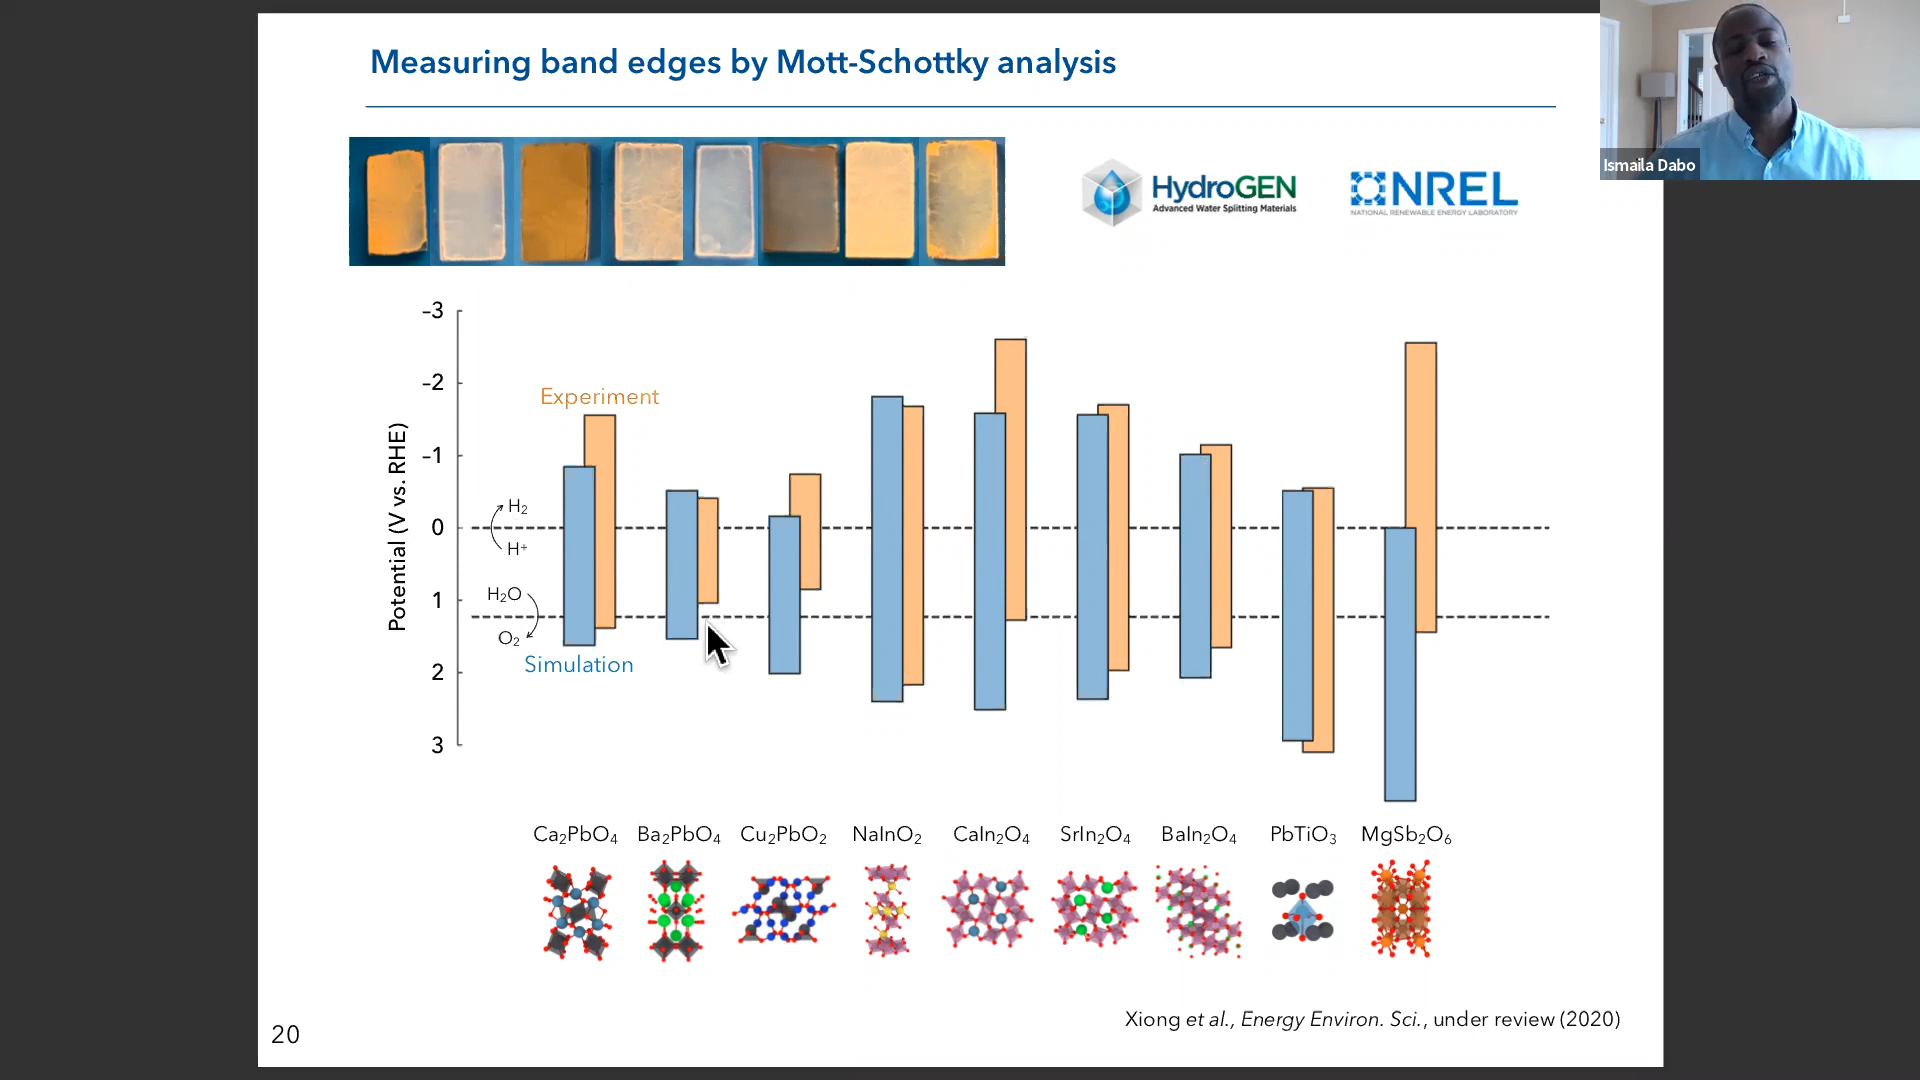 Measuring band edges by Mott-Schottky analysis
Ismaila Dabo
HydroGEN
Advanced Water Splitting Materials
NREL
NATIONAL RENEWABLE ENERGY LABORATORY
Potential (V vs. RHE)
–3
–2
–1
0
1
2
3
Experiment
H₂
H⁺
H₂O
O₂
Simulation
Ca₂PbO₄ Ba₂PbO₄ Cu₂PbO₂ NaInO₂ CaIn₂O₄ SrIn₂O₄ BaIn₂O₄ PbTiO₃ MgSb₂O₆
Xiong et al., Energy Environ. Sci., under review (2020)
20